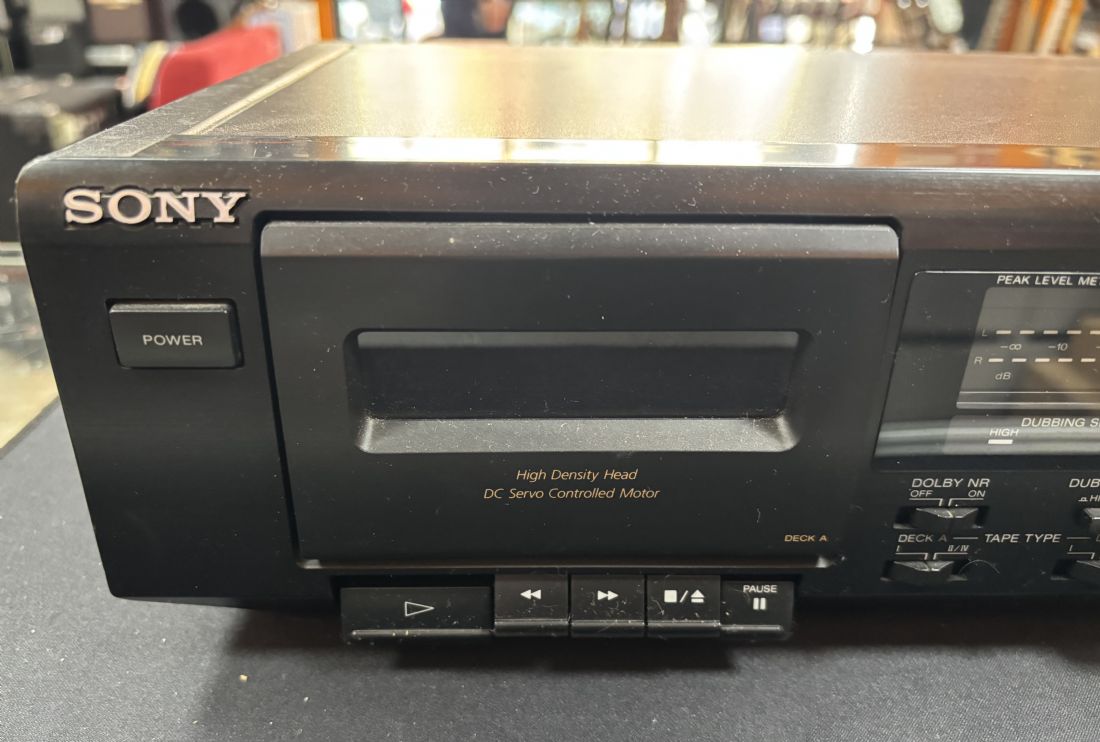 SONY
POWER
High Density Head
DC Servo Controlled Motor
DECK A
PAUSE
PEAK LEVEL
L
-∞ -10
R
dB
DUBBING
HIGH
DOLBY NR
OFF ON
DECK A — TAPE TYPE —
I II/IV
I